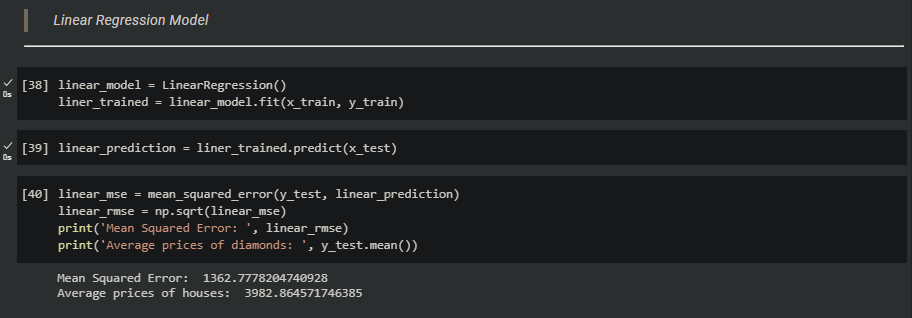 Linear Regression Model
✓
0s
[38] linear_model = LinearRegression()
liner_trained = linear_model.fit(x_train, y_train)
✓
0s
[39] linear_prediction = liner_trained.predict(x_test)
[40] linear_mse = mean_squared_error(y_test, linear_prediction)
linear_rmse = np.sqrt(linear_mse)
print('Mean Squared Error: ', linear_rmse)
print('Average prices of diamonds: ', y_test.mean())
Mean Squared Error:  1362.7778204740928
Average prices of houses:  3982.864571746385